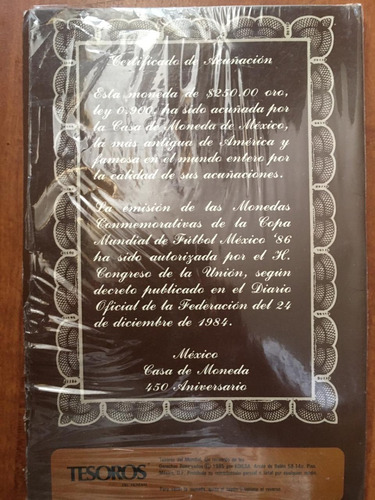 Certificado de Acuñación
Esta moneda de $250.00 oro,
ley 0.900, ha sido acuñada por
la Casa de Moneda de México,
la más antigua de América y
famosa en el mundo entero por
la calidad de sus acuñaciones.
La emisión de las Monedas
Conmemorativas de la Copa
Mundial de Fútbol México '86
ha sido autorizada por el H.
Congreso de la Unión, según
decreto publicado en el Diario
Oficial de la Federación del 24
de diciembre de 1984.
México
Casa de Moneda
450 Aniversario
TESOROS